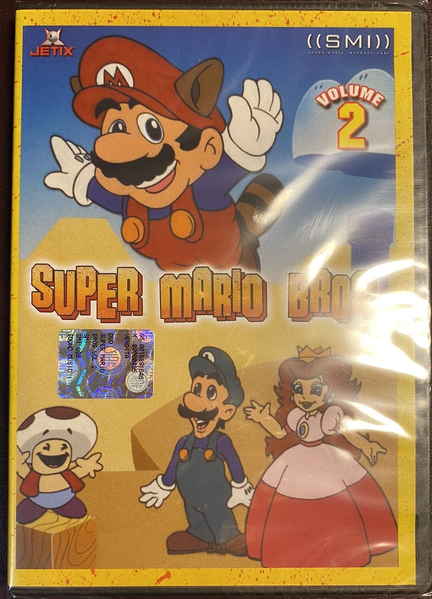 JETIX
((SMI))
VOLUME
2
M
SUPER MARIO BROS